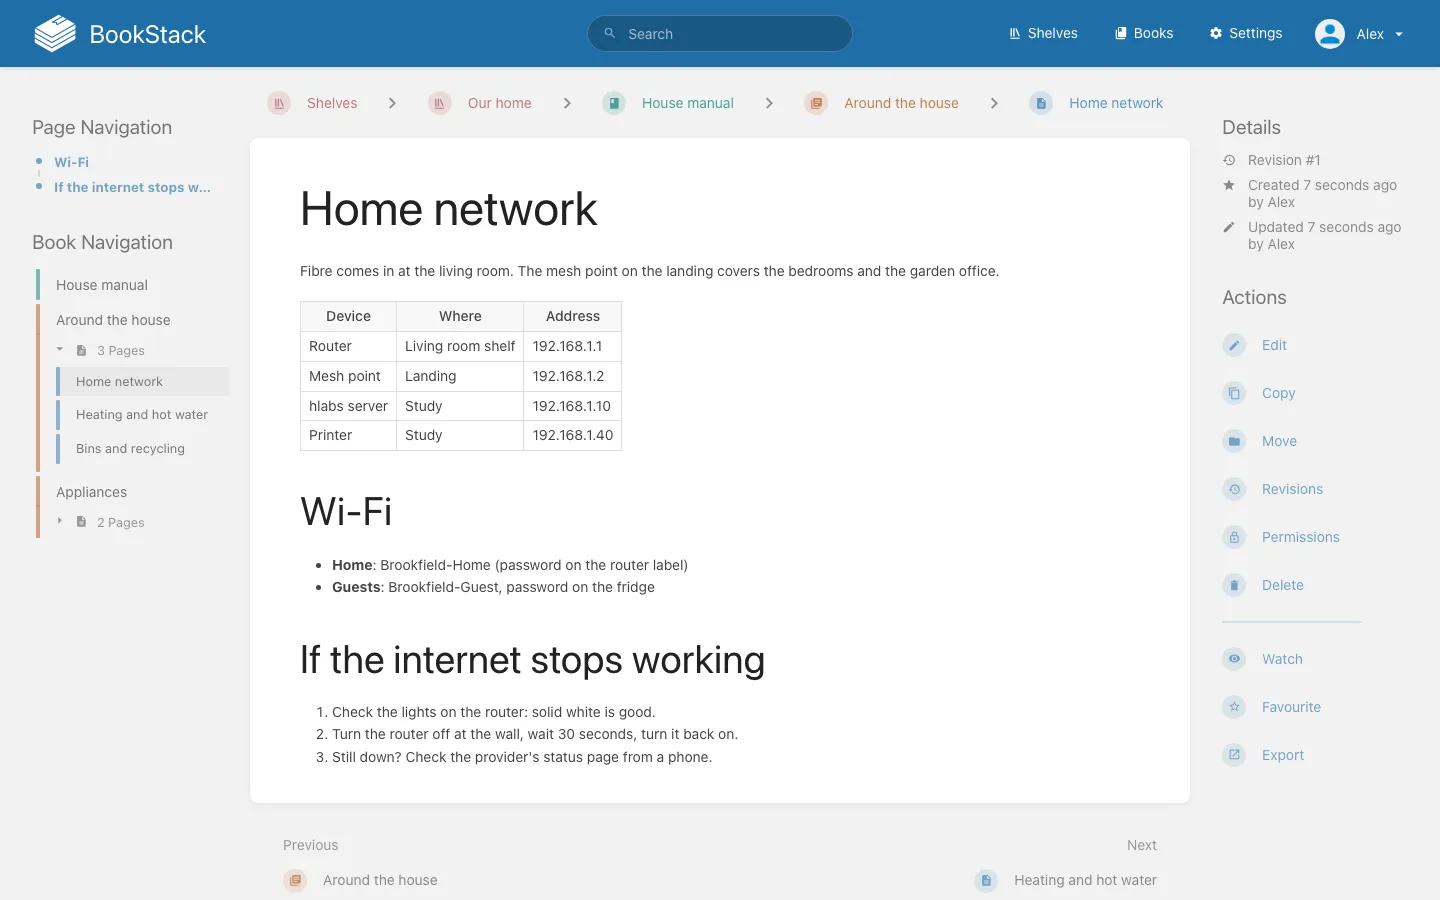 BookStack
Search
Shelves
Books
Settings
Alex
Shelves
Our home
House manual
Around the house
Home network
Page Navigation
Wi-Fi
If the internet stops w...
Book Navigation
House manual
Around the house
3 Pages
Home network
Heating and hot water
Bins and recycling
Appliances
2 Pages
Home network
Fibre comes in at the living room. The mesh point on the landing covers the bedrooms and the garden office.
Device Where Address
Router Living room shelf 192.168.1.1
Mesh point Landing 192.168.1.2
hlabs server Study 192.168.1.10
Printer Study 192.168.1.40
Wi-Fi
• Home: Brookfield-Home (password on the router label)
• Guests: Brookfield-Guest, password on the fridge
If the internet stops working
1. Check the lights on the router: solid white is good.
2. Turn the router off at the wall, wait 30 seconds, turn it back on.
3. Still down? Check the provider's status page from a phone.
Previous
Around the house
Next
Heating and hot water
Details
Revision #1
Created 7 seconds ago
by Alex
Updated 7 seconds ago
by Alex
Actions
Edit
Copy
Move
Revisions
Permissions
Delete
Watch
Favourite
Export